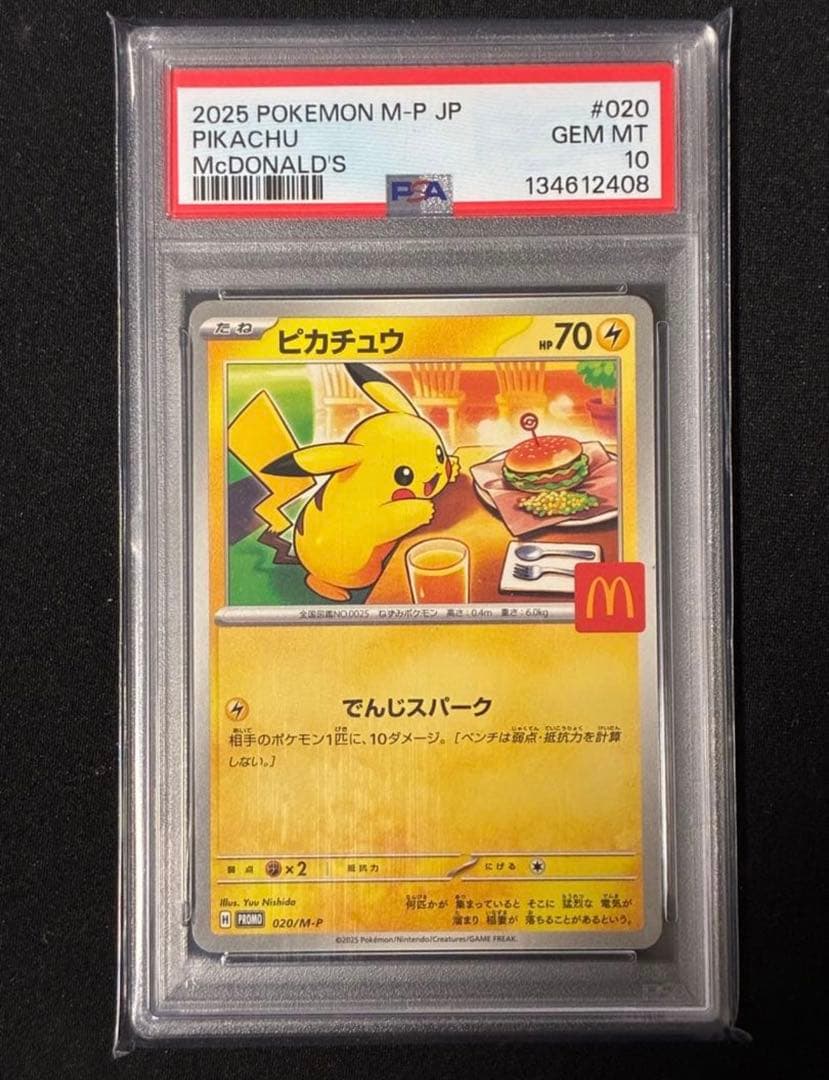 2025 POKEMON M-P JP #020
PIKACHU GEM MT
McDONALD'S 10
PSA 134612408
たね ピカチュウ HP70
M
全国図鑑NO.0025 ねずみポケモン 高さ：0.4m 重さ：6.0kg
でんじスパーク
相手のポケモン1匹に、10ダメージ。［ベンチは弱点・抵抗力を計算
しない。］
弱点 ×2 抵抗力 にげる
Illus. Yuu Nishida
何匹かが 集まっていると そこに 猛烈な 電気が
溜まり 稲妻が 落ちることがあるという。
H PROMO 020/M-P
©2025 Pokémon/Nintendo/Creatures/GAME FREAK.